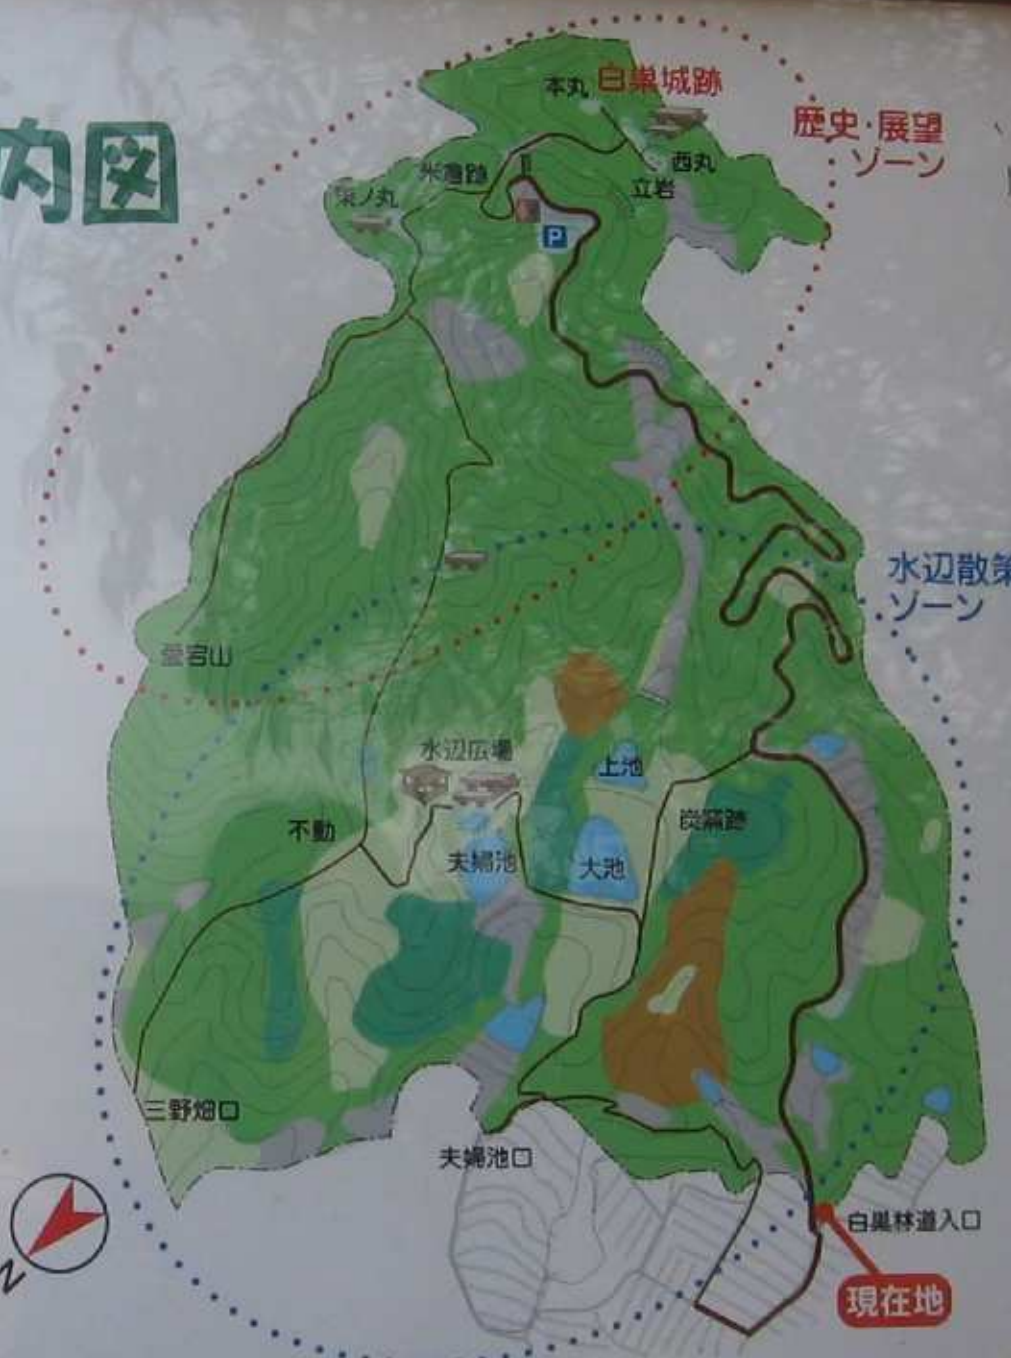 内図
本丸
白巣城跡
歴史・展望
ゾーン
米倉跡
西丸
立岩
P
水辺散策
ゾーン
愛宕山
水辺広場
上池
不動
炭窯跡
夫婦池
大池
三野畑口
夫婦池口
白巣林道入口
現在地
N